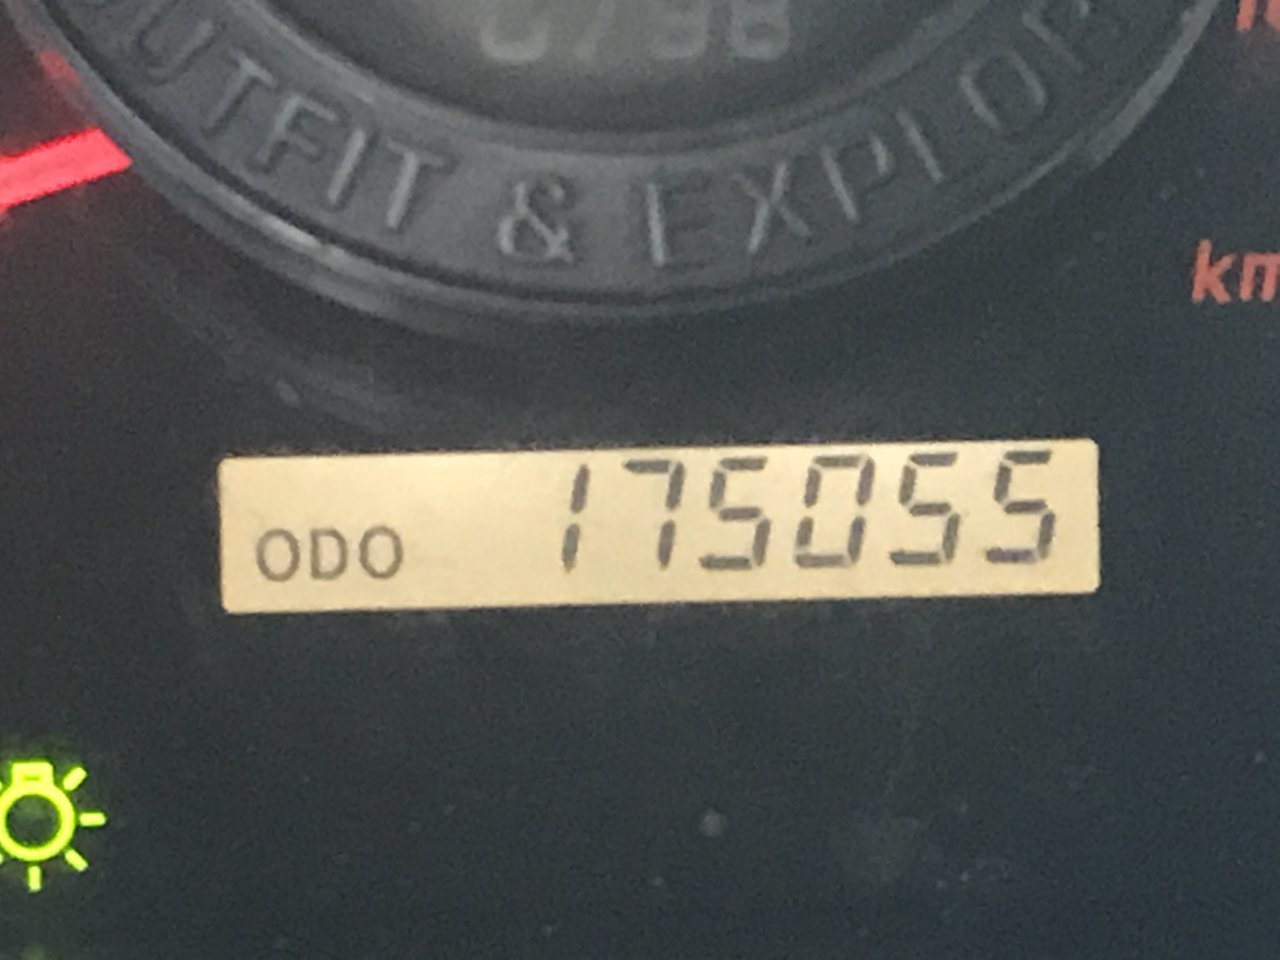 OUTFIT & EXPLOR
km
ODO 175055